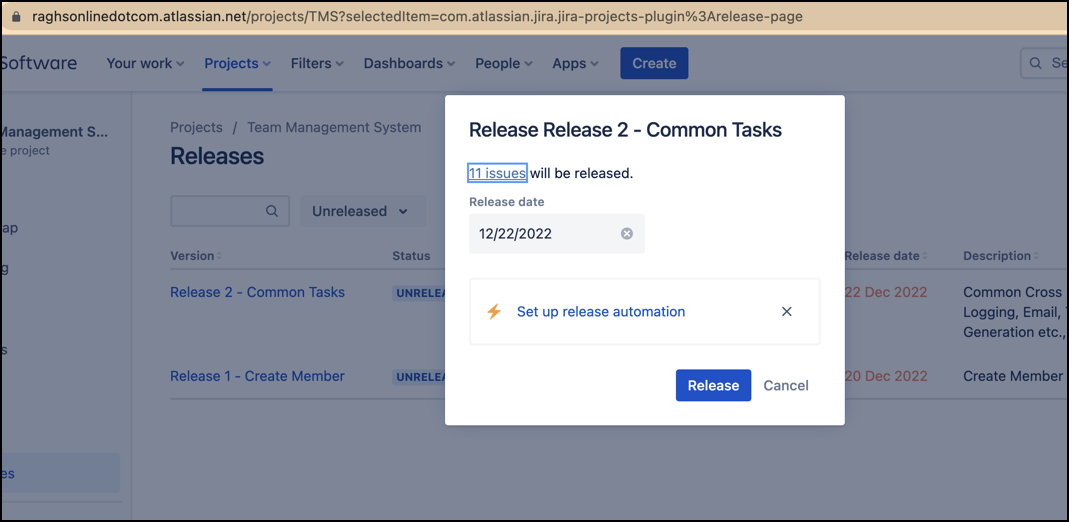 raghsonlinedotcom.atlassian.net/projects/TMS?selectedItem=com.atlassian.jira.jira-projects-plugin%3Arelease-page
Software Your work Projects Filters Dashboards People Apps Create
Management S...
e project
Projects / Team Management System
Releases
Unreleased
Version Status Release date Description
Release 2 - Common Tasks UNRELEA 22 Dec 2022 Common Cross
Logging, Email,
Generation etc.,
Release 1 - Create Member UNRELEA 20 Dec 2022 Create Member
Release Release 2 - Common Tasks
11 issues will be released.
Release date
12/22/2022
Set up release automation
Release Cancel